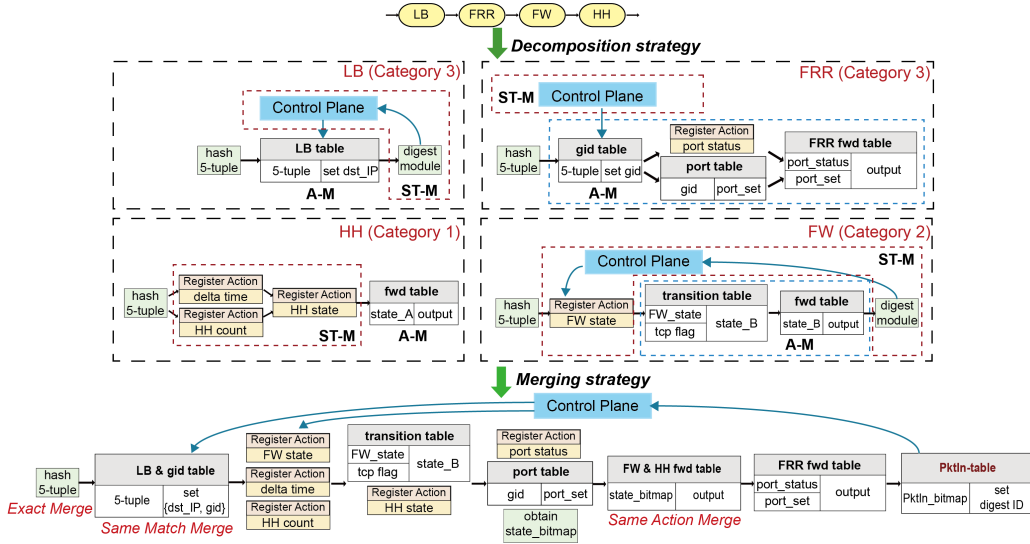 LB
FRR
FW
HH
Decomposition strategy
LB (Category 3)
Control Plane
hash
5-tuple
LB table
5-tuple
set dst_IP
digest
module
A-M
ST-M
FRR (Category 3)
ST-M
Control Plane
hash
5-tuple
gid table
5-tuple
set gid
A-M
Register Action
port status
port table
gid
port_set
FRR fwd table
port_status
port_set
output
HH (Category 1)
hash
5-tuple
Register Action
delta time
Register Action
HH count
Register Action
HH state
ST-M
fwd table
state_A
output
A-M
FW (Category 2)
Control Plane
ST-M
hash
5-tuple
Register Action
FW state
transition table
FW_state
tcp flag
state_B
fwd table
state_B
output
A-M
digest
module
Merging strategy
Control Plane
hash
5-tuple
Exact Merge
LB & gid table
5-tuple
set
{dst_IP, gid}
Same Match Merge
Register Action
FW state
Register Action
delta time
Register Action
HH count
transition table
FW_state
tcp flag
state_B
Register Action
HH state
Register Action
port status
port table
gid
port_set
obtain
state_bitmap
FW & HH fwd table
state_bitmap
output
Same Action Merge
FRR fwd table
port_status
port_set
output
PktIn-table
PktIn_bitmap
set
digest ID